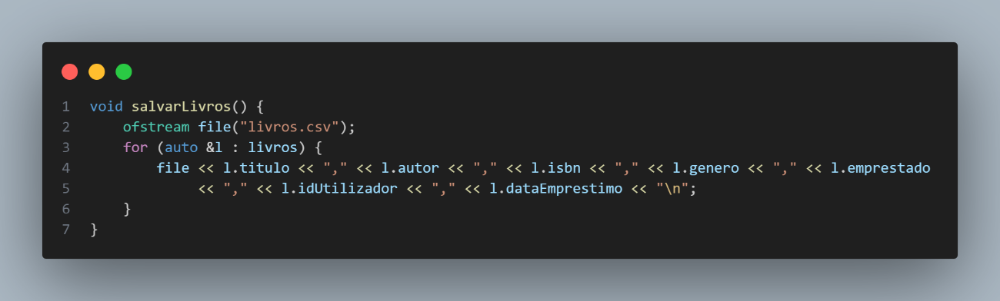 1 void salvarLivros() {
2     ofstream file("livros.csv");
3     for (auto &l : livros) {
4         file << l.titulo << "," << l.autor << "," << l.isbn << "," << l.genero << "," << l.emprestado
5              << "," << l.idUtilizador << "," << l.dataEmprestimo << "\n";
6     }
7 }